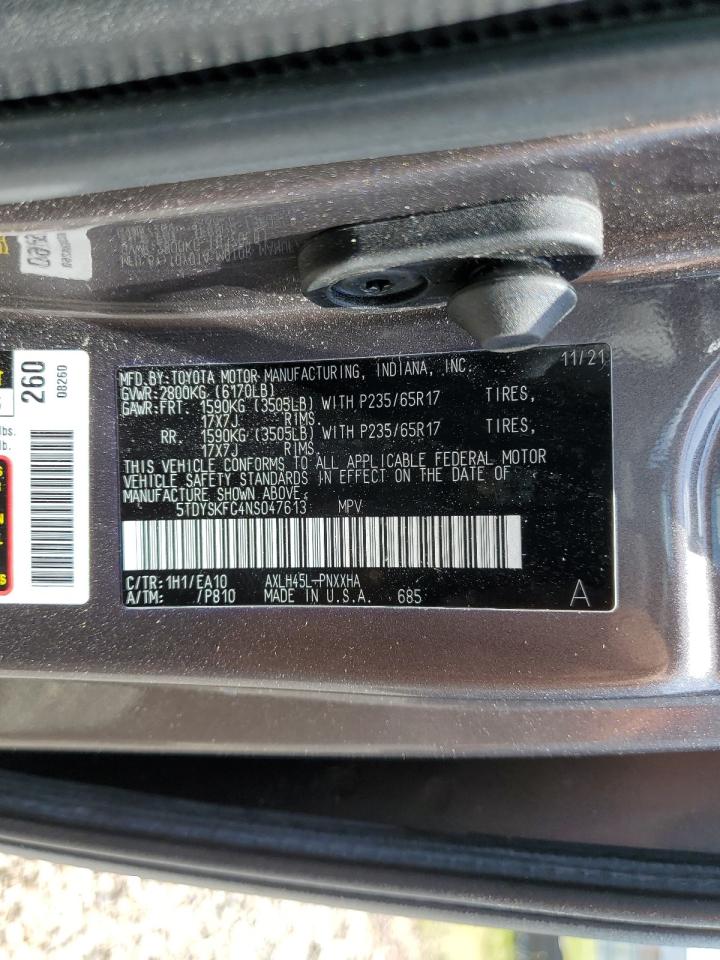 260
08260
lbs.
lb.
MFD.BY:TOYOTA MOTOR MANUFACTURING, INDIANA, INC. 11/21
GVWR:2800KG (6170LB)
GAWR:FRT. 1590KG (3505LB) WITH P235/65R17 TIRES,
17X7J RIMS.
RR. 1590KG (3505LB) WITH P235/65R17 TIRES,
17X7J RIMS.
THIS VEHICLE CONFORMS TO ALL APPLICABLE FEDERAL MOTOR
VEHICLE SAFETY STANDARDS IN EFFECT ON THE DATE OF
MANUFACTURE SHOWN ABOVE.
5TDYSKFC4NS047613 MPV
C/TR:1H1/EA10 AXLH45L-PNXXHA
A/TM: /P810 MADE IN U.S.A. 685 A